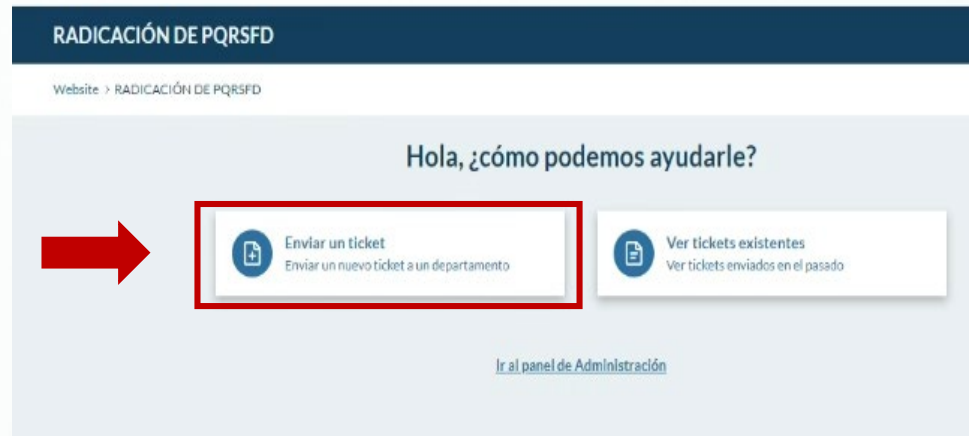 RADICACIÓN DE PQRSFD
Website > RADICACIÓN DE PQRSFD
Hola, ¿cómo podemos ayudarle?
Enviar un ticket
Enviar un nuevo ticket a un departamento
Ver tickets existentes
Ver tickets enviados en el pasado
Ir al panel de Administración